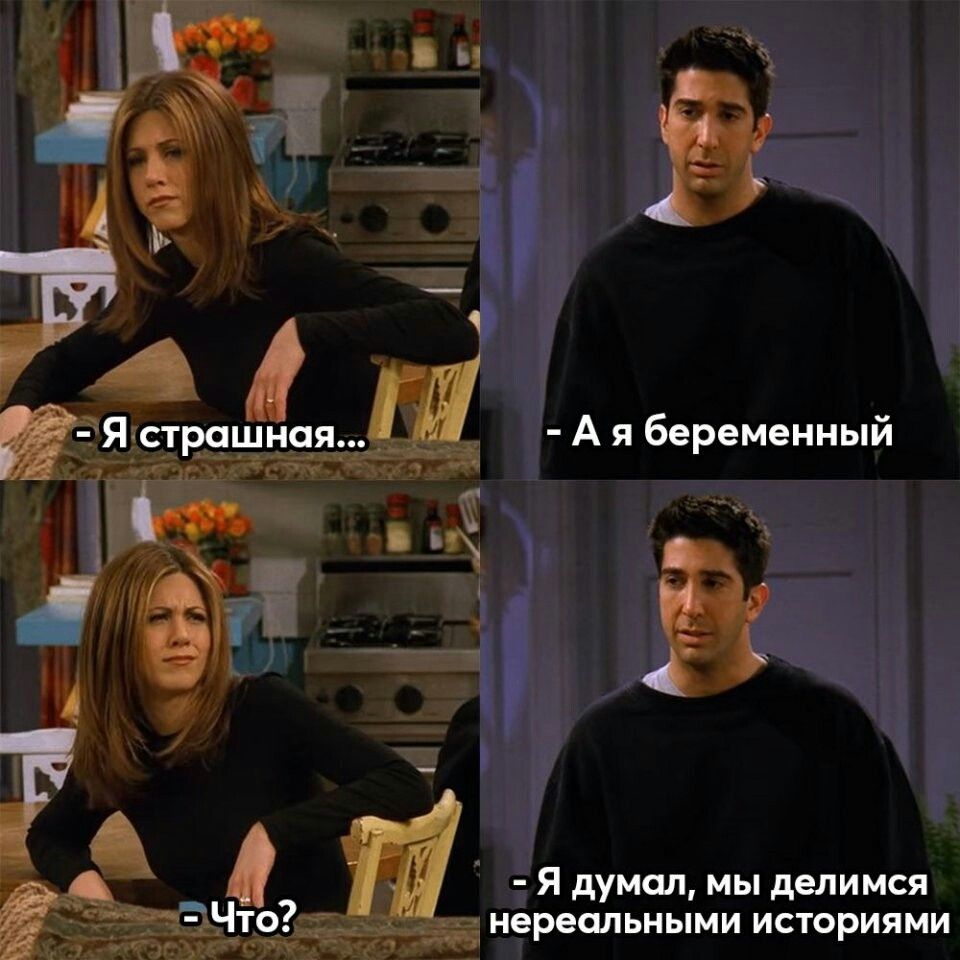 - Я страшная...
- А я беременный
- Что?
- Я думал, мы делимся
нереальными историями